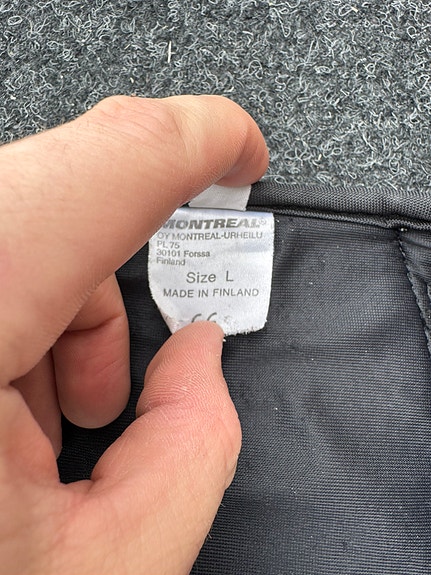 MONTREAL
OY MONTREAL-URHEILU
PL 75
30101 Forssa
Finland
Size L
MADE IN FINLAND